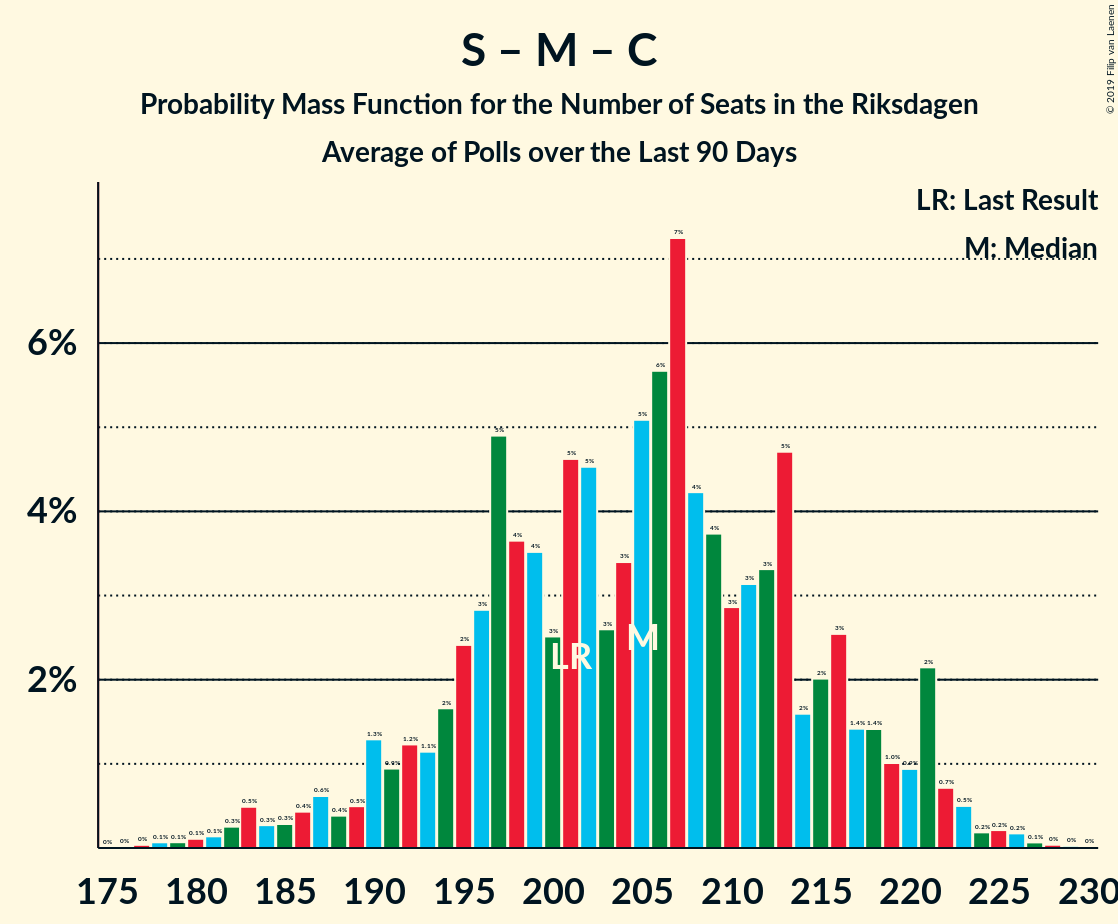 S – M – C
Probability Mass Function for the Number of Seats in the Riksdagen
Average of Polls over the Last 90 Days
© 2019 Filip van Laenen
LR: Last Result
M: Median
6%
4%
2%
0% 0% 0% 0.1% 0.1% 0.1% 0.1% 0.3% 0.5% 0.3% 0.3% 0.4% 0.6% 0.4% 0.5% 1.3% 0.9% 1.2% 1.1% 2% 2% 3% 5% 4% 4% 3% 5% 5% 3% 3% 5% 6% 7% 4% 4% 3% 3% 3% 5% 2% 2% 3% 1.4% 1.4% 1.0% 0.9% 2% 0.7% 0.5% 0.2% 0.2% 0.2% 0.1% 0% 0% 0%
LR
M
175 180 185 190 195 200 205 210 215 220 225 230